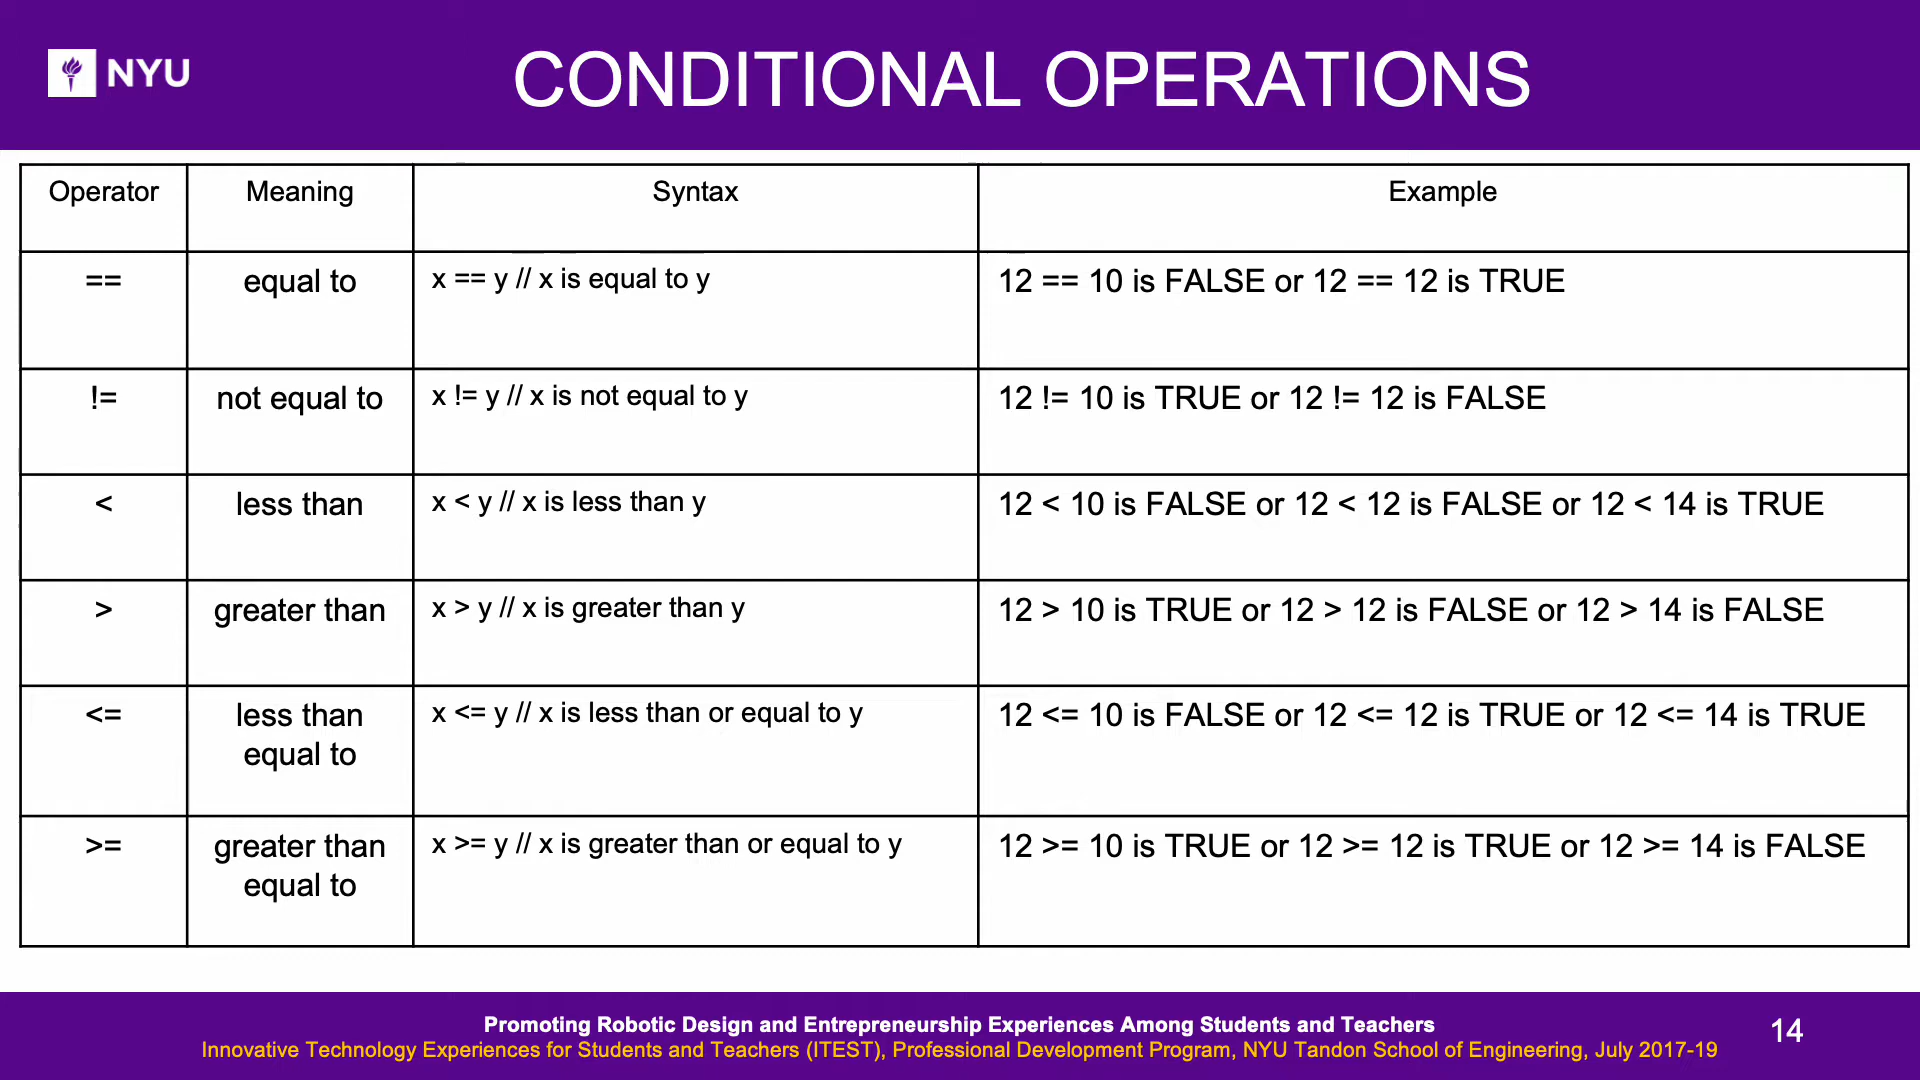 NYU
CONDITIONAL OPERATIONS
Operator Meaning Syntax Example
== equal to x == y // x is equal to y 12 == 10 is FALSE or 12 == 12 is TRUE
!= not equal to x != y // x is not equal to y 12 != 10 is TRUE or 12 != 12 is FALSE
< less than x < y // x is less than y 12 < 10 is FALSE or 12 < 12 is FALSE or 12 < 14 is TRUE
> greater than x > y // x is greater than y 12 > 10 is TRUE or 12 > 12 is FALSE or 12 > 14 is FALSE
<= less than x <= y // x is less than or equal to y 12 <= 10 is FALSE or 12 <= 12 is TRUE or 12 <= 14 is TRUE
equal to
>= greater than x >= y // x is greater than or equal to y 12 >= 10 is TRUE or 12 >= 12 is TRUE or 12 >= 14 is FALSE
equal to
Promoting Robotic Design and Entrepreneurship Experiences Among Students and Teachers
Innovative Technology Experiences for Students and Teachers (ITEST), Professional Development Program, NYU Tandon School of Engineering, July 2017-19
14